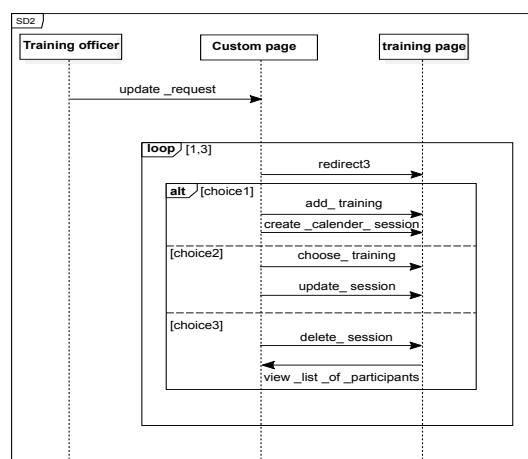 SD2
Training officer
Custom page
training page
update _request
loop [1,3]
redirect3
alt [choice1]
add_ training
create _calender_ session
[choice2]
choose_ training
update_ session
[choice3]
delete_ session
view _list _of _participants